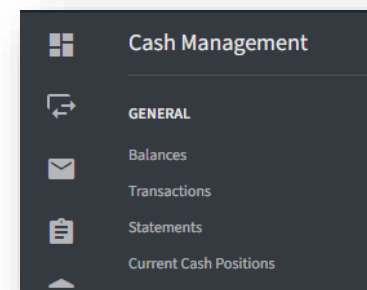 Cash Management
GENERAL
Balances
Transactions
Statements
Current Cash Positions